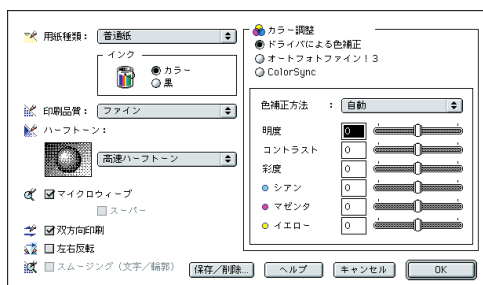 用紙種類： 普通紙
インク
カラー
黒
印刷品質： ファイン
ハーフトーン：
高速ハーフトーン
マイクロウィーブ
スーパー
双方向印刷
左右反転
スムージング（文字／輪郭）
カラー調整
ドライバによる色補正
オートフォトファイン！3
ColorSync
色補正方法 ： 自動
明度 0
コントラスト 0
彩度 0
シアン 0
マゼンタ 0
イエロー 0
保存／削除... ヘルプ キャンセル OK